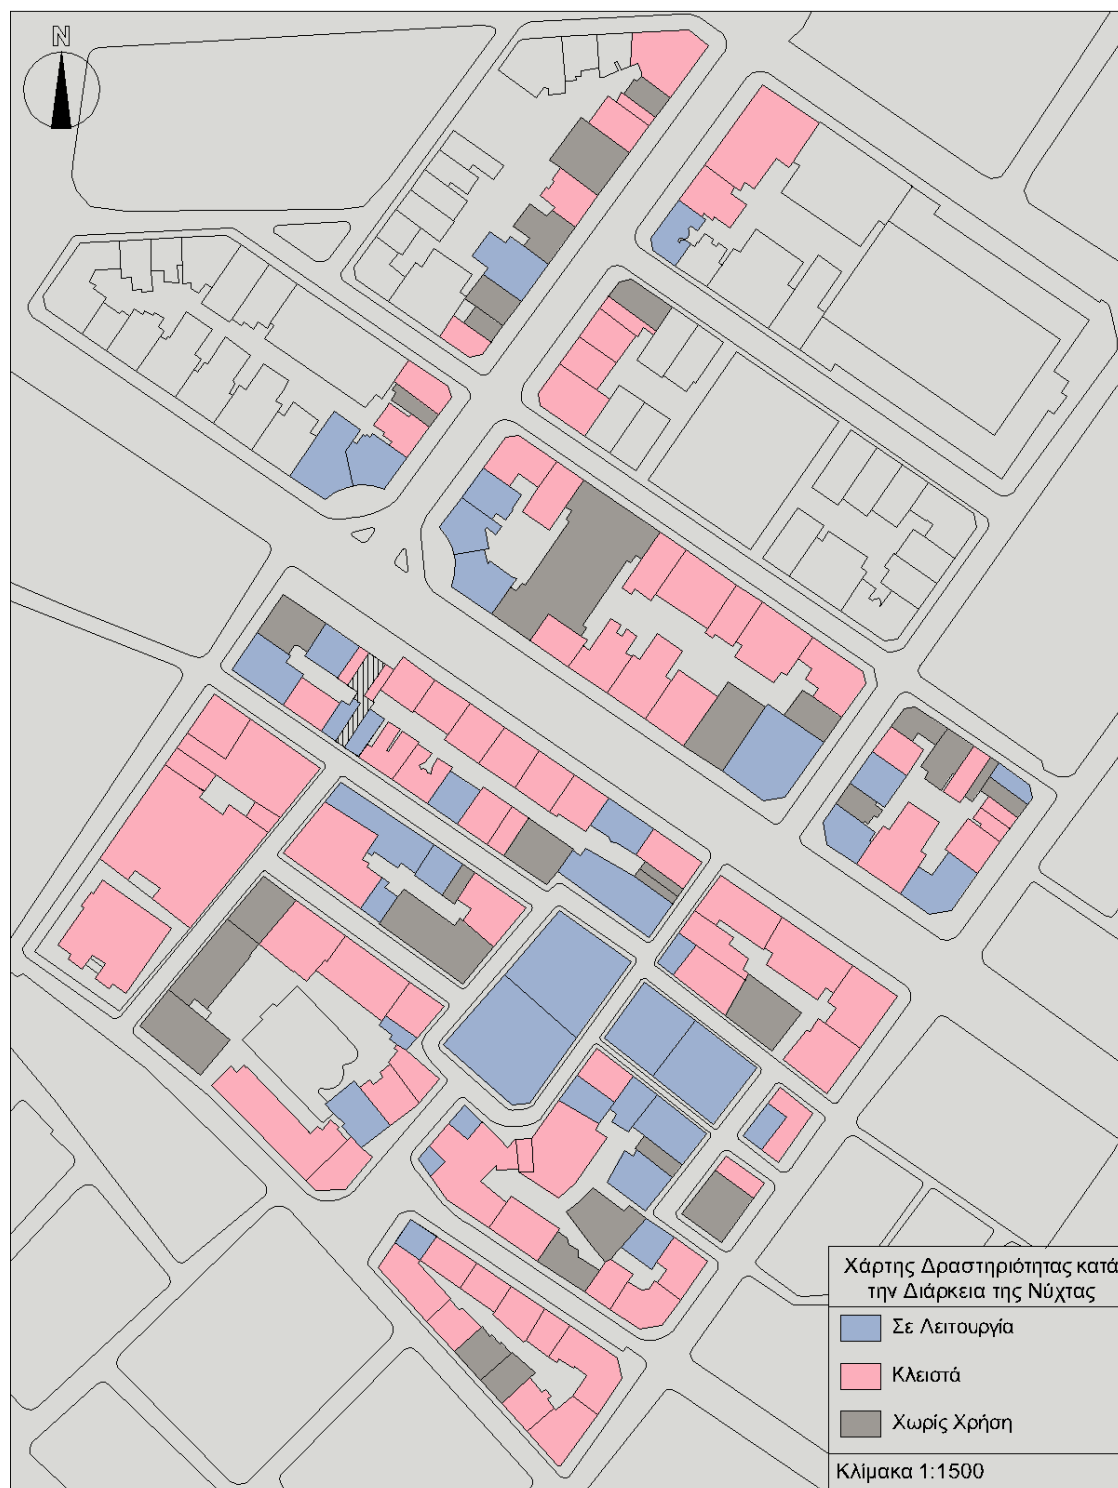 N
Χάρτης Δραστηριότητας κατά
την Διάρκεια της Νύχτας
Σε Λειτουργία
Κλειστά
Χωρίς Χρήση
Κλίμακα 1:1500